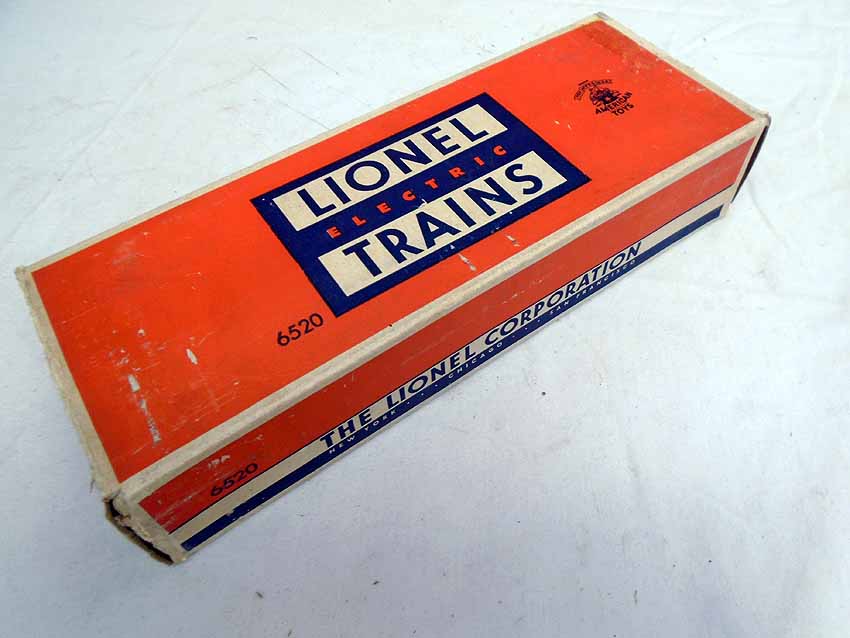 LIONEL
ELECTRIC
TRAINS
6520
AMERICAN
TOYS
6520
THE LIONEL CORPORATION
NEW YORK · · · CHICAGO · · · SAN FRANCISCO